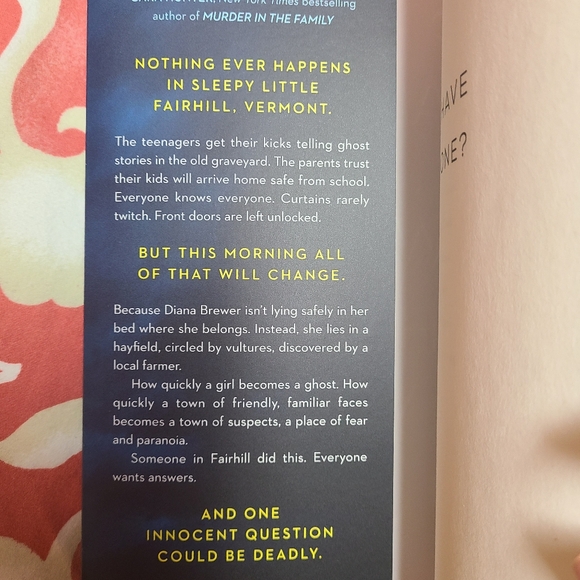 New York Times bestselling
author of MURDER IN THE FAMILY
NOTHING EVER HAPPENS
IN SLEEPY LITTLE
FAIRHILL, VERMONT.
The teenagers get their kicks telling ghost
stories in the old graveyard. The parents trust
their kids will arrive home safe from school.
Everyone knows everyone. Curtains rarely
twitch. Front doors are left unlocked.
BUT THIS MORNING ALL
OF THAT WILL CHANGE.
Because Diana Brewer isn't lying safely in her
bed where she belongs. Instead, she lies in a
hayfield, circled by vultures, discovered by a
local farmer.
How quickly a girl becomes a ghost. How
quickly a town of friendly, familiar faces
becomes a town of suspects, a place of fear
and paranoia.
Someone in Fairhill did this. Everyone
wants answers.
AND ONE
INNOCENT QUESTION
COULD BE DEADLY.
HAVE
ONE?